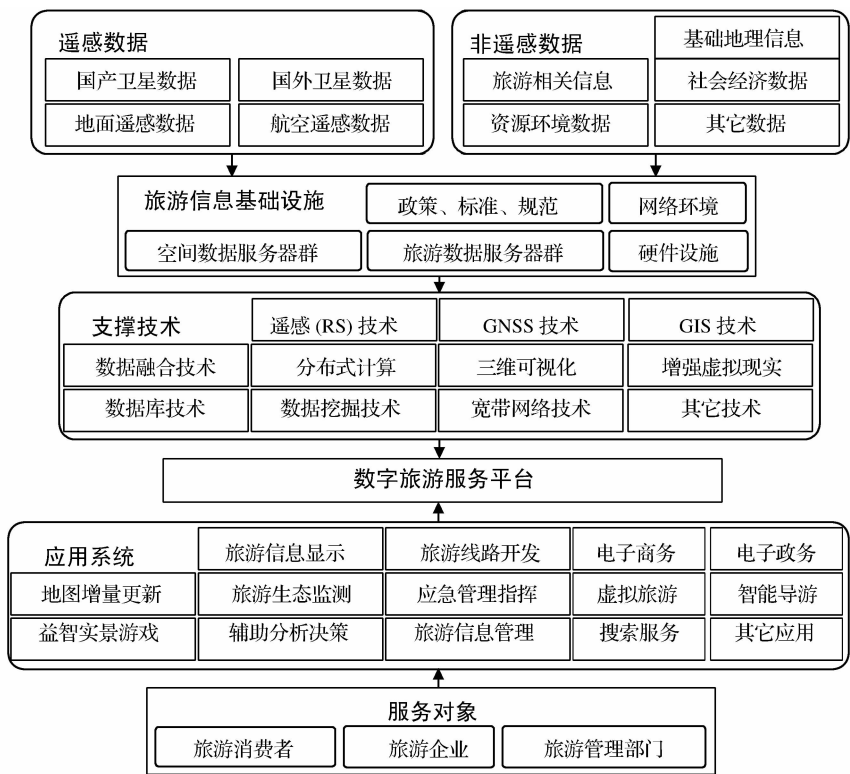 遥感数据
国产卫星数据 国外卫星数据
地面遥感数据 航空遥感数据
非遥感数据 基础地理信息
旅游相关信息 社会经济数据
资源环境数据 其它数据
旅游信息基础设施 政策、标准、规范 网络环境
空间数据服务器群 旅游数据服务器群 硬件设施
支撑技术 遥感 (RS) 技术 GNSS 技术 GIS 技术
数据融合技术 分布式计算 三维可视化 增强虚拟现实
数据库技术 数据挖掘技术 宽带网络技术 其它技术
数字旅游服务平台
应用系统 旅游信息显示 旅游线路开发 电子商务 电子政务
地图增量更新 旅游生态监测 应急管理指挥 虚拟旅游 智能导游
益智实景游戏 辅助分析决策 旅游信息管理 搜索服务 其它应用
服务对象
旅游消费者 旅游企业 旅游管理部门